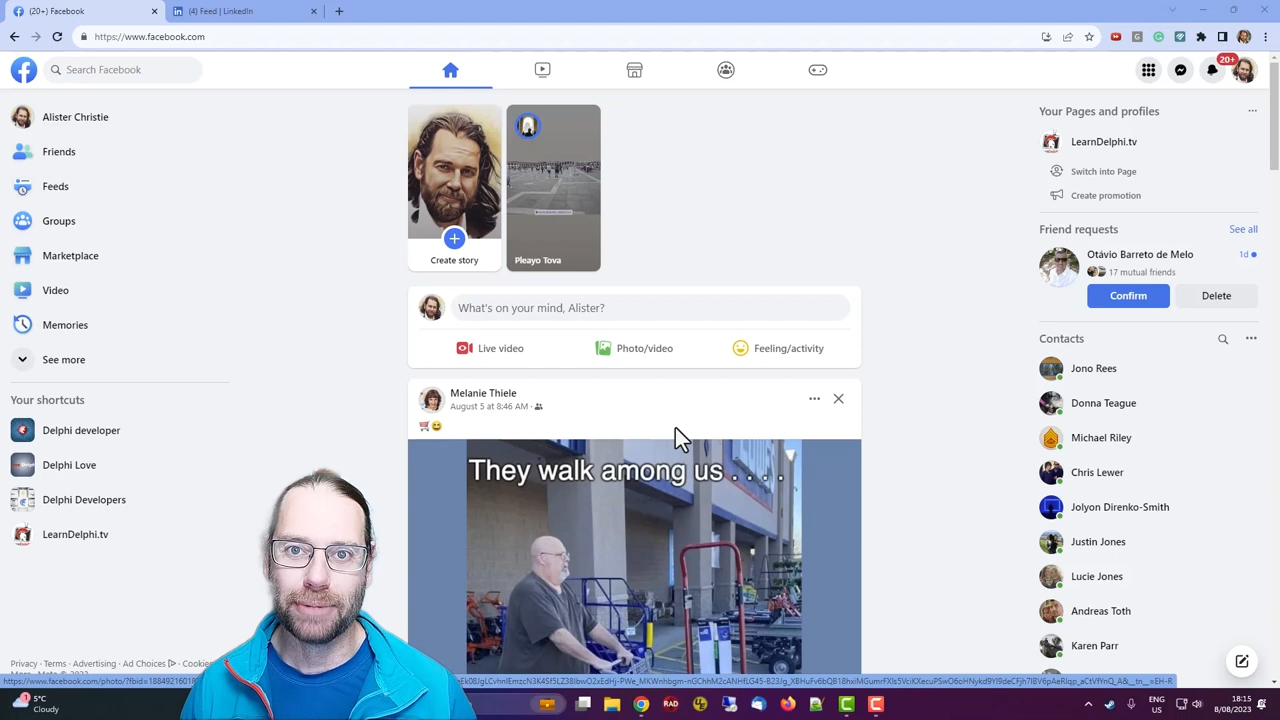 (20+) Facebook
(4) Feed | LinkedIn
https://www.facebook.com
Search Facebook
20+
Alister Christie
Friends
Feeds
Groups
Marketplace
Video
Memories
See more
Your shortcuts
Delphi developer
Delphi Love
Delphi Developers
LearnDelphi.tv
Privacy · Terms · Advertising · Ad Choices · Cookies
Create story
Pleayo Tova
What's on your mind, Alister?
Live video
Photo/video
Feeling/activity
Melanie Thiele
August 5 at 8:46 AM ·
They walk among us . . . .
Your Pages and profiles
LearnDelphi.tv
Switch into Page
Create promotion
Friend requests
See all
Otávio Barreto de Melo
1d
17 mutual friends
Confirm
Delete
Contacts
Jono Rees
Donna Teague
Michael Riley
Chris Lewer
Jolyon Direnko-Smith
Justin Jones
Lucie Jones
Andreas Toth
Karen Parr
5°C
Cloudy
RAD
ENG
US
18:15
8/08/2023